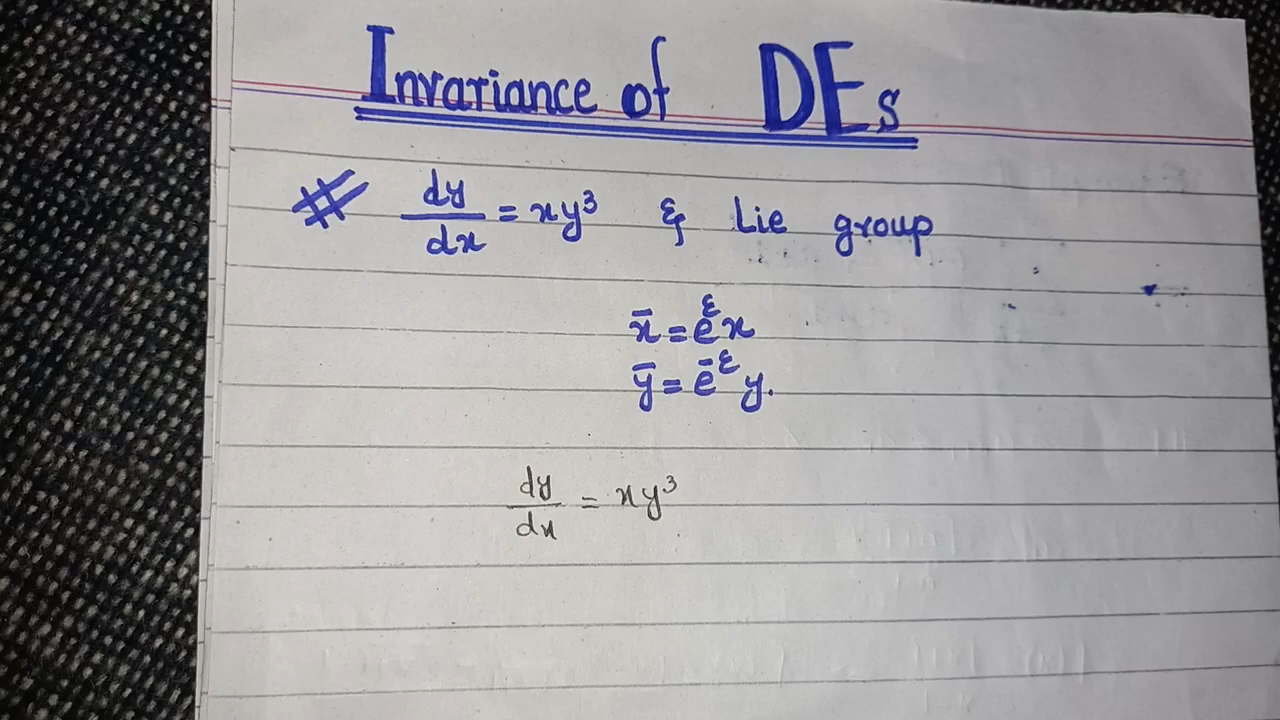 Invariance of DEs
# dy/dx = xy³ & Lie group
x̄ = e^ε x
ȳ = e^-ε y.
dy/dx = xy³